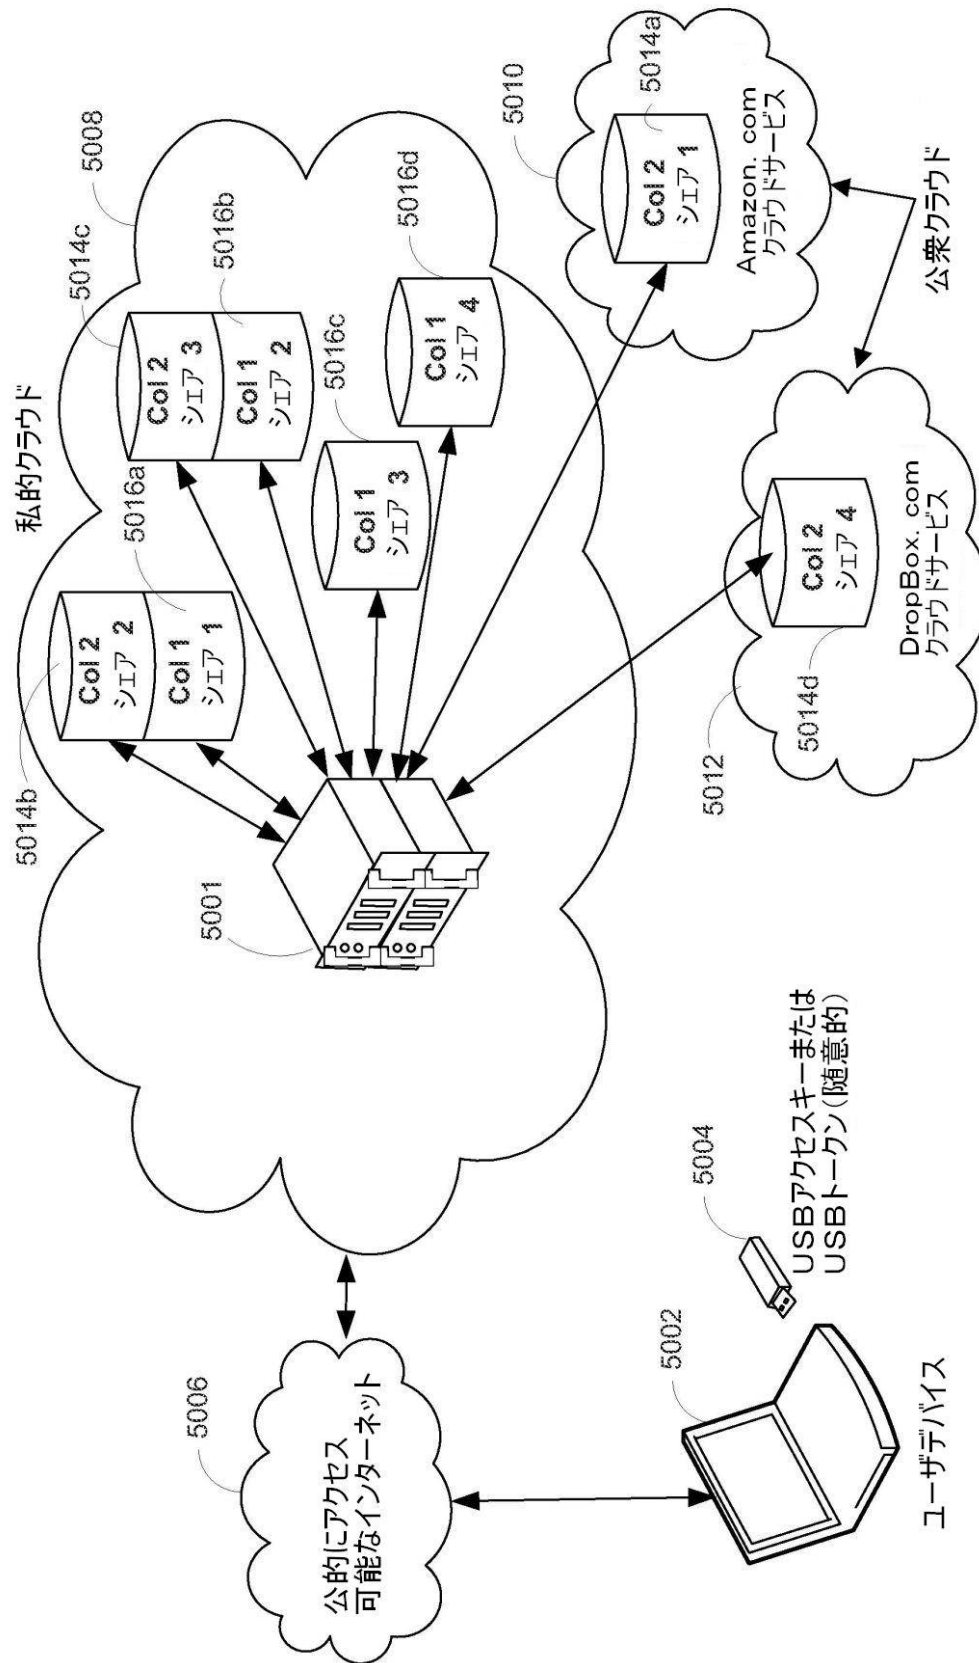 私的クラウド
5008
5014c
Col 2
シェア 3
Col 1
シェア 2
5016b
5014b
Col 2
シェア 2
Col 1
シェア 1
5016a
5016c
Col 1
シェア 3
5016d
Col 1
シェア 4
5001
5006
公的にアクセス
可能なインターネット
5010
Col 2
シェア 1
5014a
Amazon.com
クラウドサービス
5012
Col 2
シェア 4
5014d
DropBox.com
クラウドサービス
公衆クラウド
5002
ユーザデバイス
5004
USBアクセスキーまたは
USBトークン(随意的)